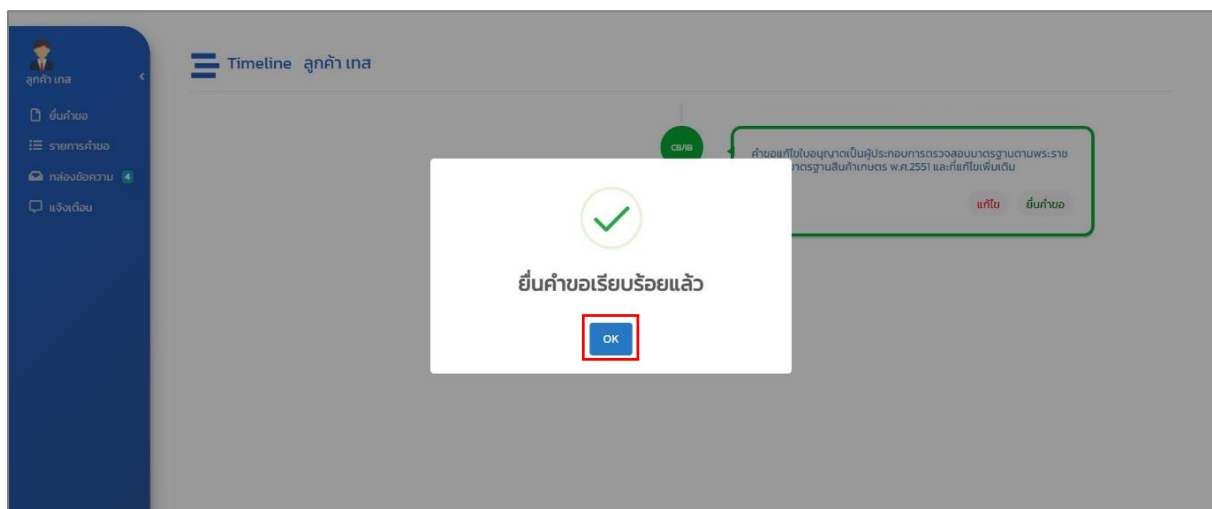 ลูกค้า เทส
Timeline ลูกค้า เทส
ยื่นคำขอ
รายการคำขอ
กล่องข้อความ 4
แจ้งเตือน
CB/IB
คำขอแก้ไขใบอนุญาตเป็นผู้ประกอบการตรวจสอบมาตรฐานตามพระราช
าตรฐานสินค้าเกษตร พ.ศ.2551 และที่แก้ไขเพิ่มเติม
แก้ไข ยื่นคำขอ
ยื่นคำขอเรียบร้อยแล้ว
OK